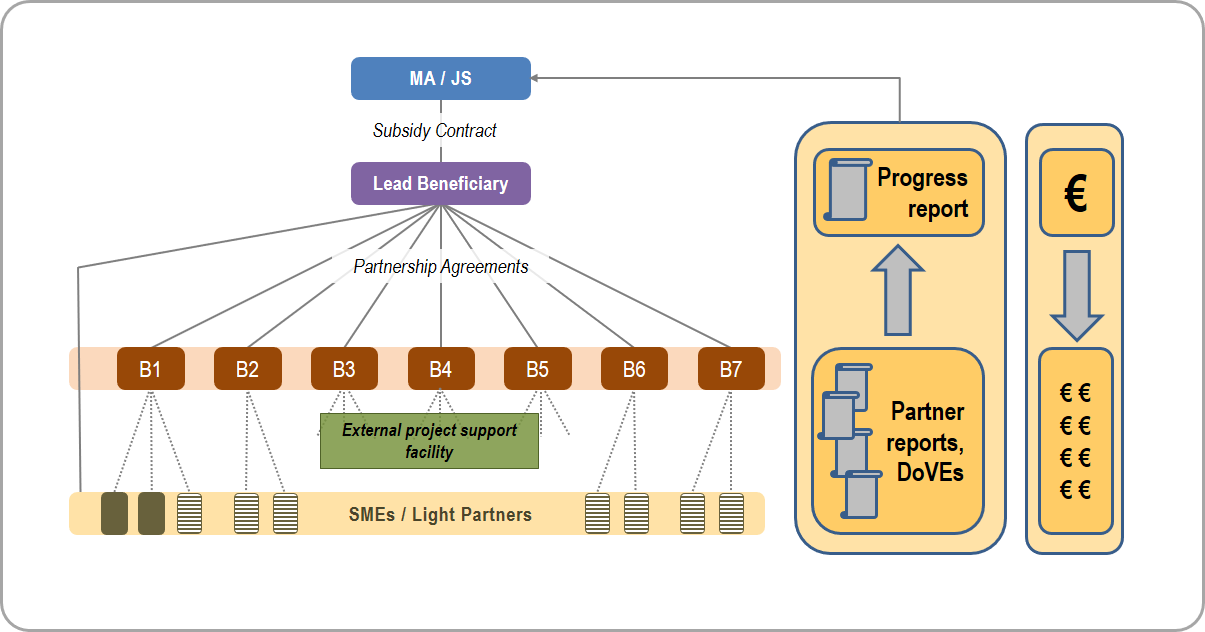 MA / JS
Subsidy Contract
Lead Beneficiary
Partnership Agreements
B1 B2 B3 B4 B5 B6 B7
External project support
facility
SMEs / Light Partners
Progress
report
Partner
reports,
DoVEs
€
€ €
€ €
€ €
€ €